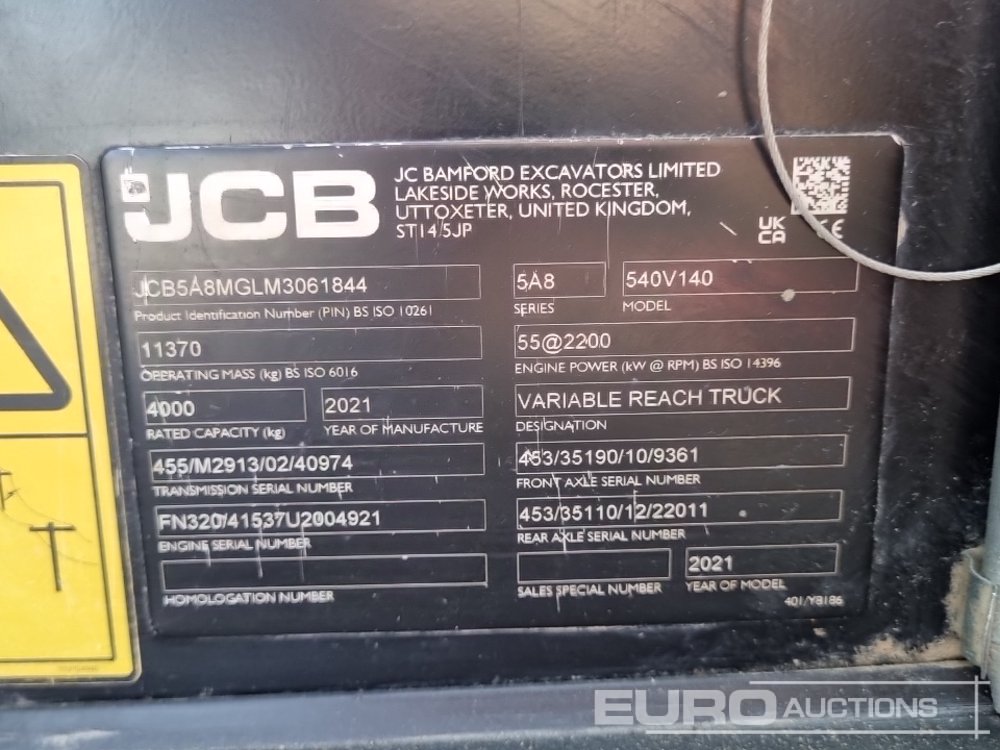 JCB
JC BAMFORD EXCAVATORS LIMITED
LAKESIDE WORKS, ROCESTER,
UTTOXETER, UNITED KINGDOM,
ST14 5JP
UK
CA
CE
JCB5A8MGLM3061844
Product Identification Number (PIN) BS ISO 10261
5A8
SERIES
540V140
MODEL
11370
OPERATING MASS (kg) BS ISO 6016
55@2200
ENGINE POWER (kW @ RPM) BS ISO 14396
4000
RATED CAPACITY (kg)
2021
YEAR OF MANUFACTURE
VARIABLE REACH TRUCK
DESIGNATION
455/M2913/02/40974
TRANSMISSION SERIAL NUMBER
453/35190/10/9361
FRONT AXLE SERIAL NUMBER
FN320/41537U2004921
ENGINE SERIAL NUMBER
453/35110/12/22011
REAR AXLE SERIAL NUMBER
HOMOLOGATION NUMBER
SALES SPECIAL NUMBER
2021
YEAR OF MODEL
401/Y8186
EURO AUCTIONS